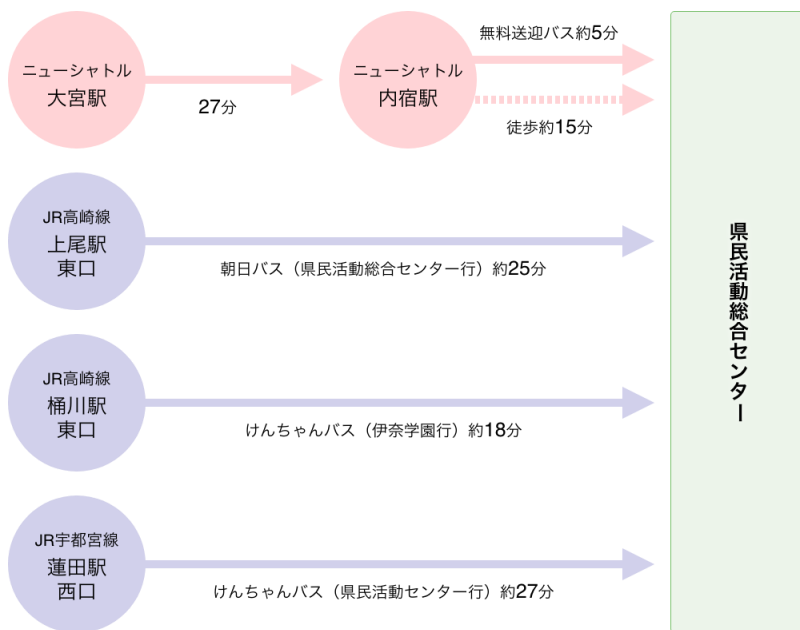 ニューシャトル
大宮駅
27分
ニューシャトル
内宿駅
無料送迎バス約5分
徒歩約15分
JR高崎線
上尾駅
東口
朝日バス（県民活動総合センター行）約25分
JR高崎線
桶川駅
東口
けんちゃんバス（伊奈学園行）約18分
JR宇都宮線
蓮田駅
西口
けんちゃんバス（県民活動センター行）約27分
県民活動総合センター